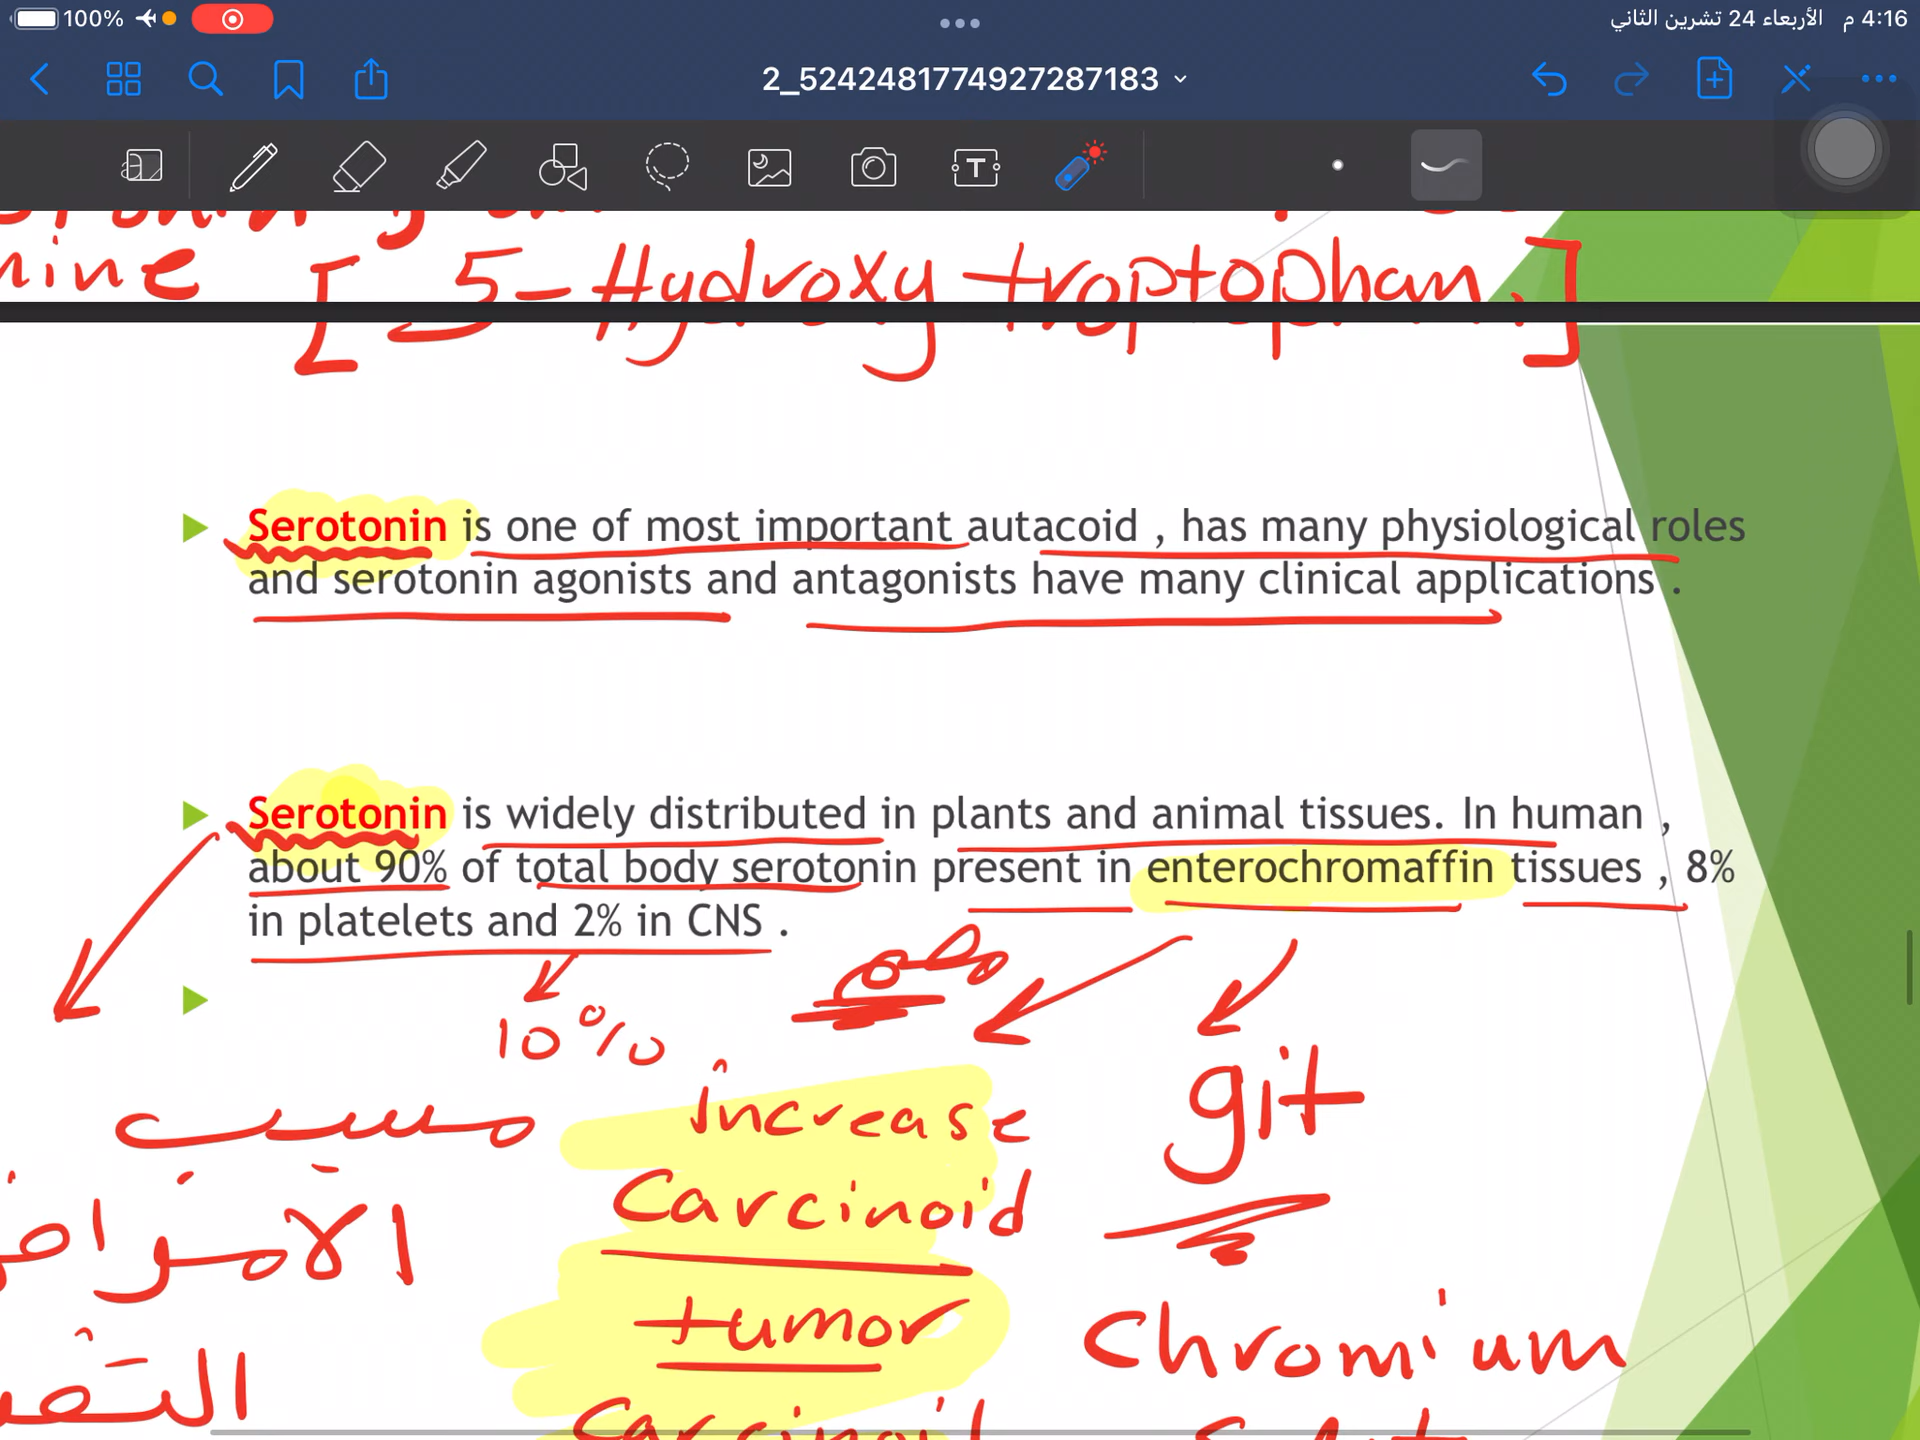 100%
4:16 م الأربعاء 24 تشرين الثاني
2_5242481774927287183
T
mine [ 5-Hydroxy troptophan. ]
Serotonin is one of most important autacoid , has many physiological roles
and serotonin agonists and antagonists have many clinical applications .
Serotonin is widely distributed in plants and animal tissues. In human ,
about 90% of total body serotonin present in enterochromaffin tissues , 8%
in platelets and 2% in CNS .
10%
increase
git
مسبب
Carcinoid
tumor
Chromium
Carcinoid